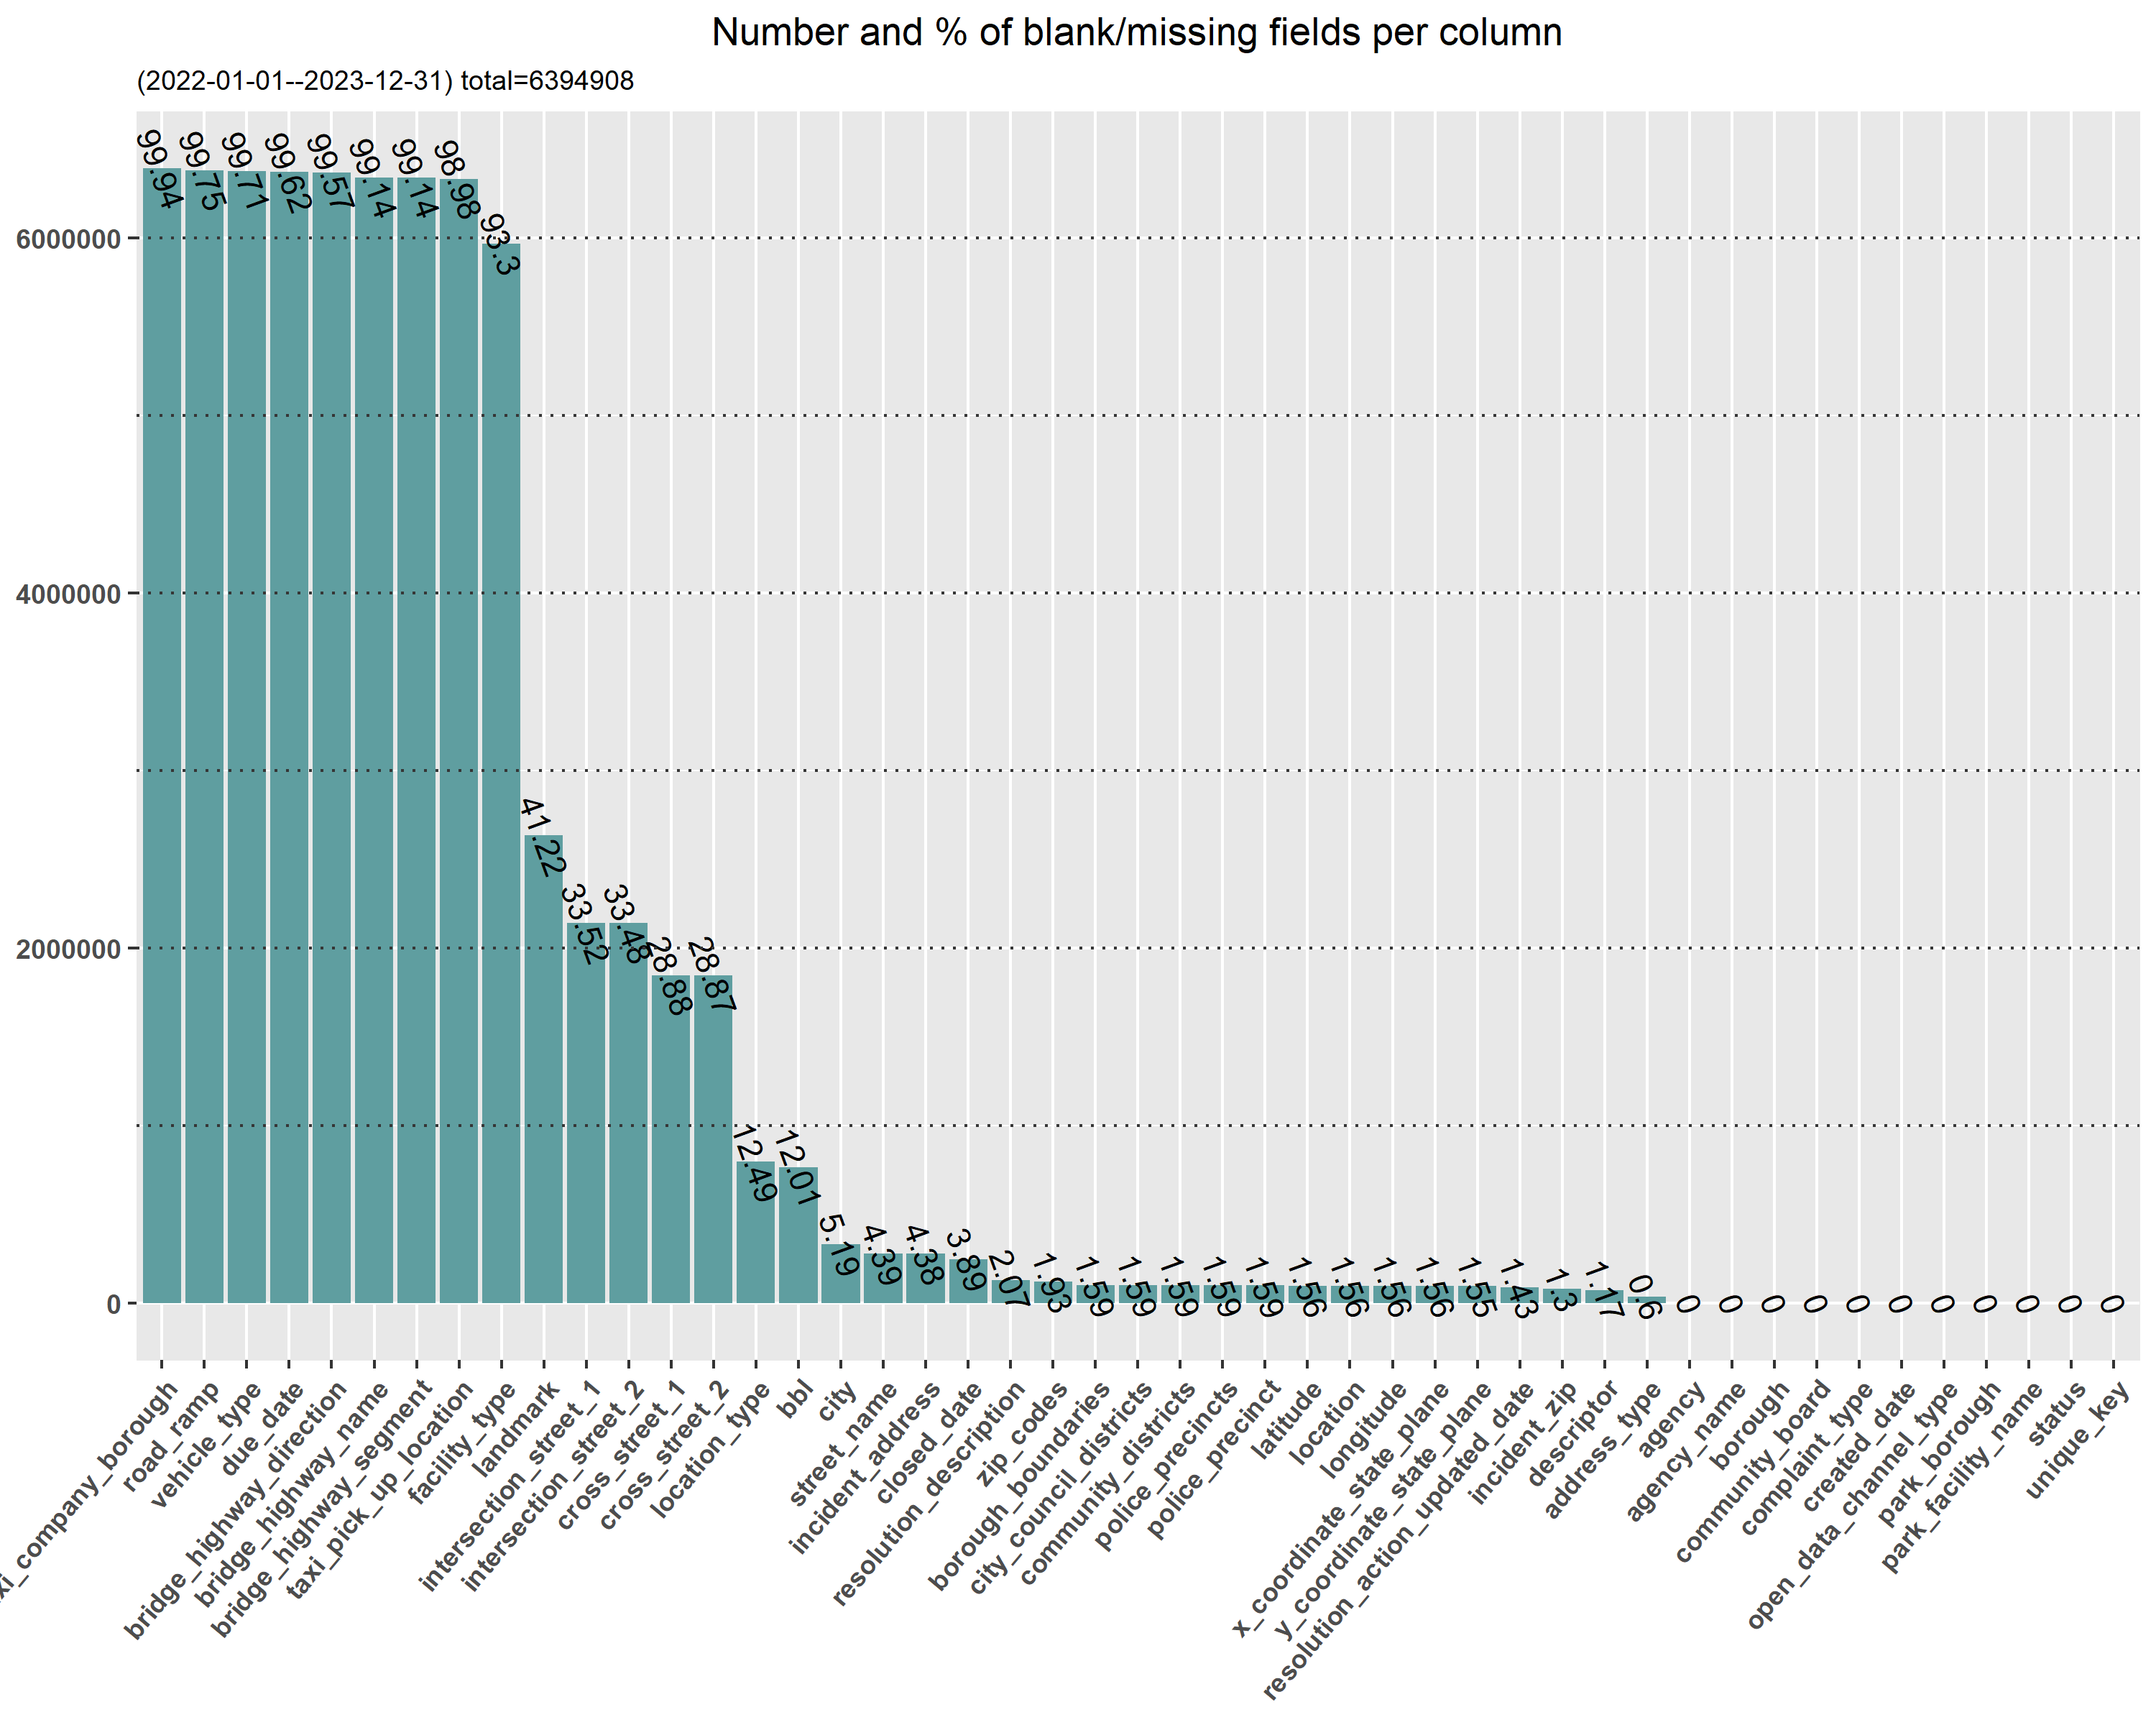 Number and % of blank/missing fields per column
(2022-01-01--2023-12-31) total=6394908
6000000
4000000
2000000
0
99.94
99.75
99.71
99.62
99.57
99.14
99.14
98.98
93.3
41.22
33.52
33.48
28.88
28.87
12.49
12.01
5.19
4.39
4.38
3.89
2.07
1.93
1.59
1.59
1.59
1.59
1.59
1.56
1.56
1.56
1.56
1.55
1.43
1.3
1.17
0.6
0
0
0
0
0
0
0
0
0
0
0
xi_company_borough
road_ramp
vehicle_type
due_date
bridge_highway_direction
bridge_highway_name
bridge_highway_segment
taxi_pick_up_location
facility_type
landmark
intersection_street_1
intersection_street_2
cross_street_1
cross_street_2
location_type
bbl
city
street_name
incident_address
closed_date
resolution_description
zip_codes
borough_boundaries
city_council_districts
community_districts
police_precincts
police_precinct
latitude
location
longitude
x_coordinate_state_plane
y_coordinate_state_plane
resolution_action_updated_date
incident_zip
descriptor
address_type
agency
agency_name
borough
community_board
complaint_type
created_date
open_data_channel_type
park_borough
park_facility_name
status
unique_key